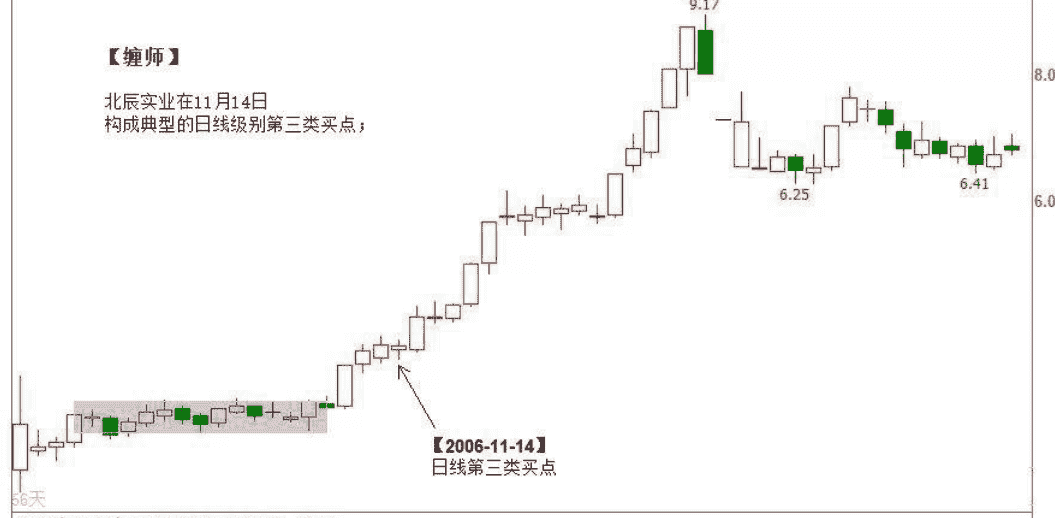 9.17
【缠师】
8.0
北辰实业在11月14日
构成典型的日线级别第三类买点；
6.25
6.41
6.0
【2006-11-14】
日线第三类买点
56天